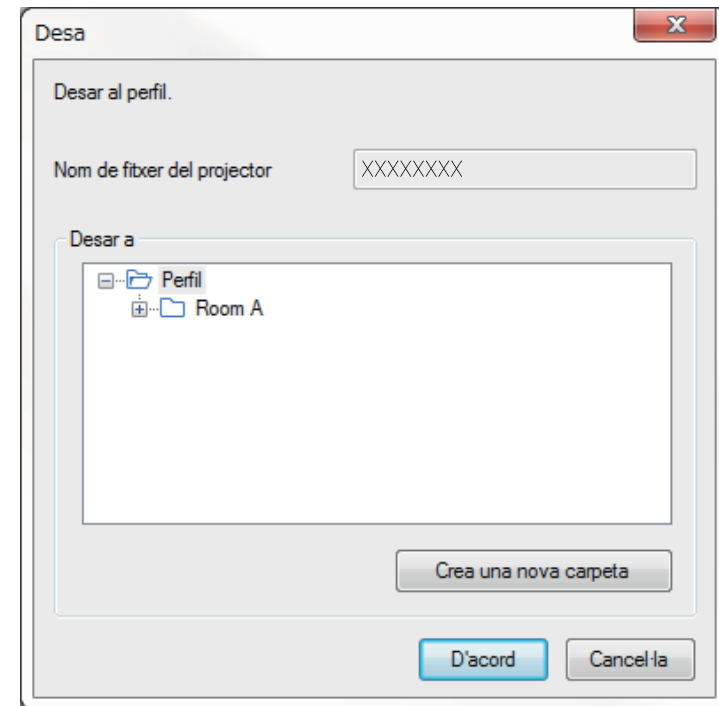 Desa
Desar al perfil.
Nom de fitxer del projector XXXXXXXX
Desar a
Perfil
Room A
Crea una nova carpeta
D'acord Cancel·la